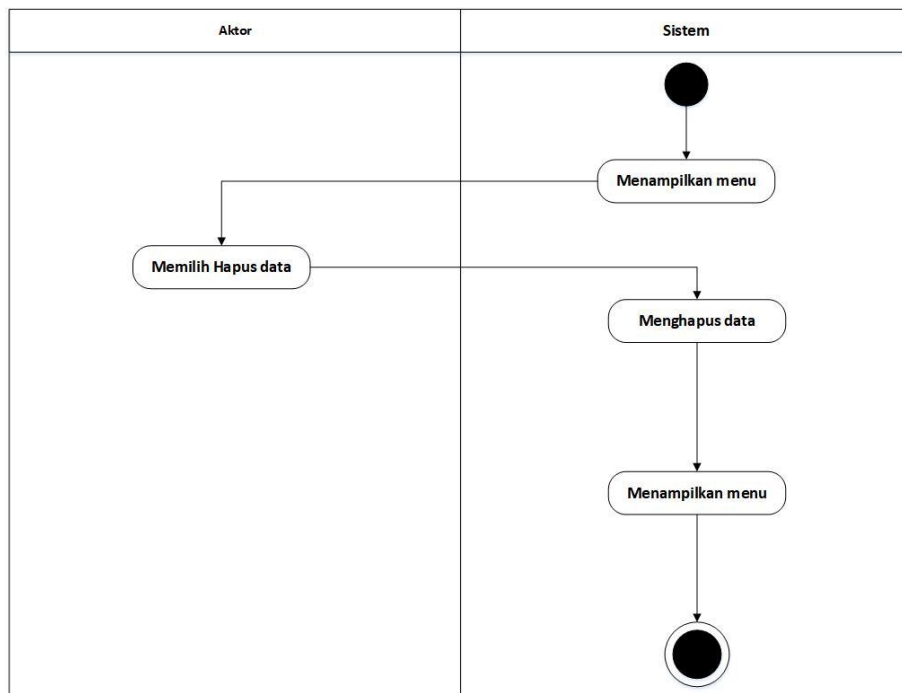 Aktor
Sistem
Menampilkan menu
Memilih Hapus data
Menghapus data
Menampilkan menu